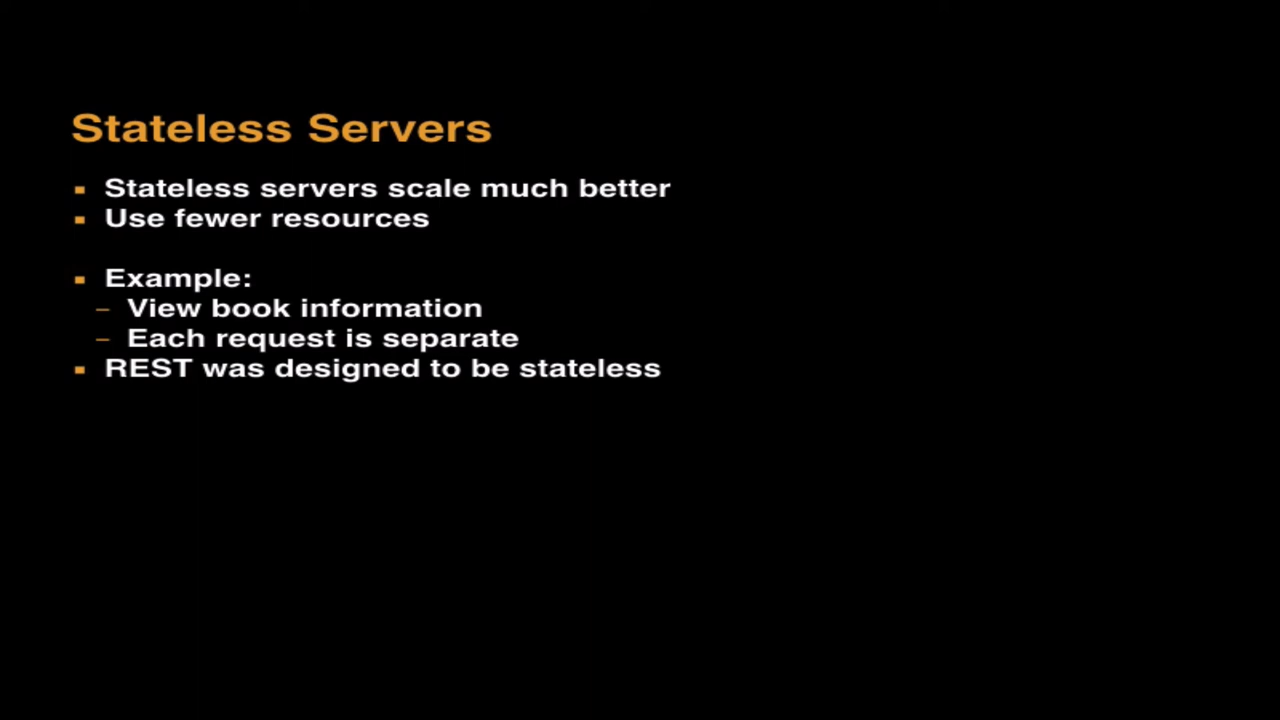 Stateless Servers
Stateless servers scale much better
Use fewer resources
Example:
– View book information
– Each request is separate
REST was designed to be stateless